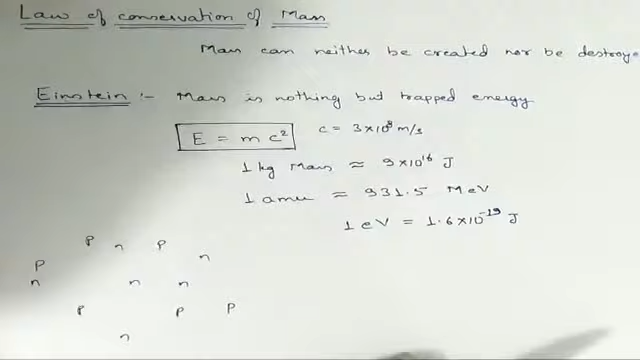 Law of conservation of Mass
Mass can neither be created nor be destroye
Einstein :- Mass is nothing but trapped energy
E = mc² c = 3×10⁸ m/s
1 kg Mass ≈ 9×10¹⁶ J
1 amu ≈ 931.5 MeV
1 eV = 1.6×10⁻¹⁹ J
p n p
p n
n n n
p p p
n